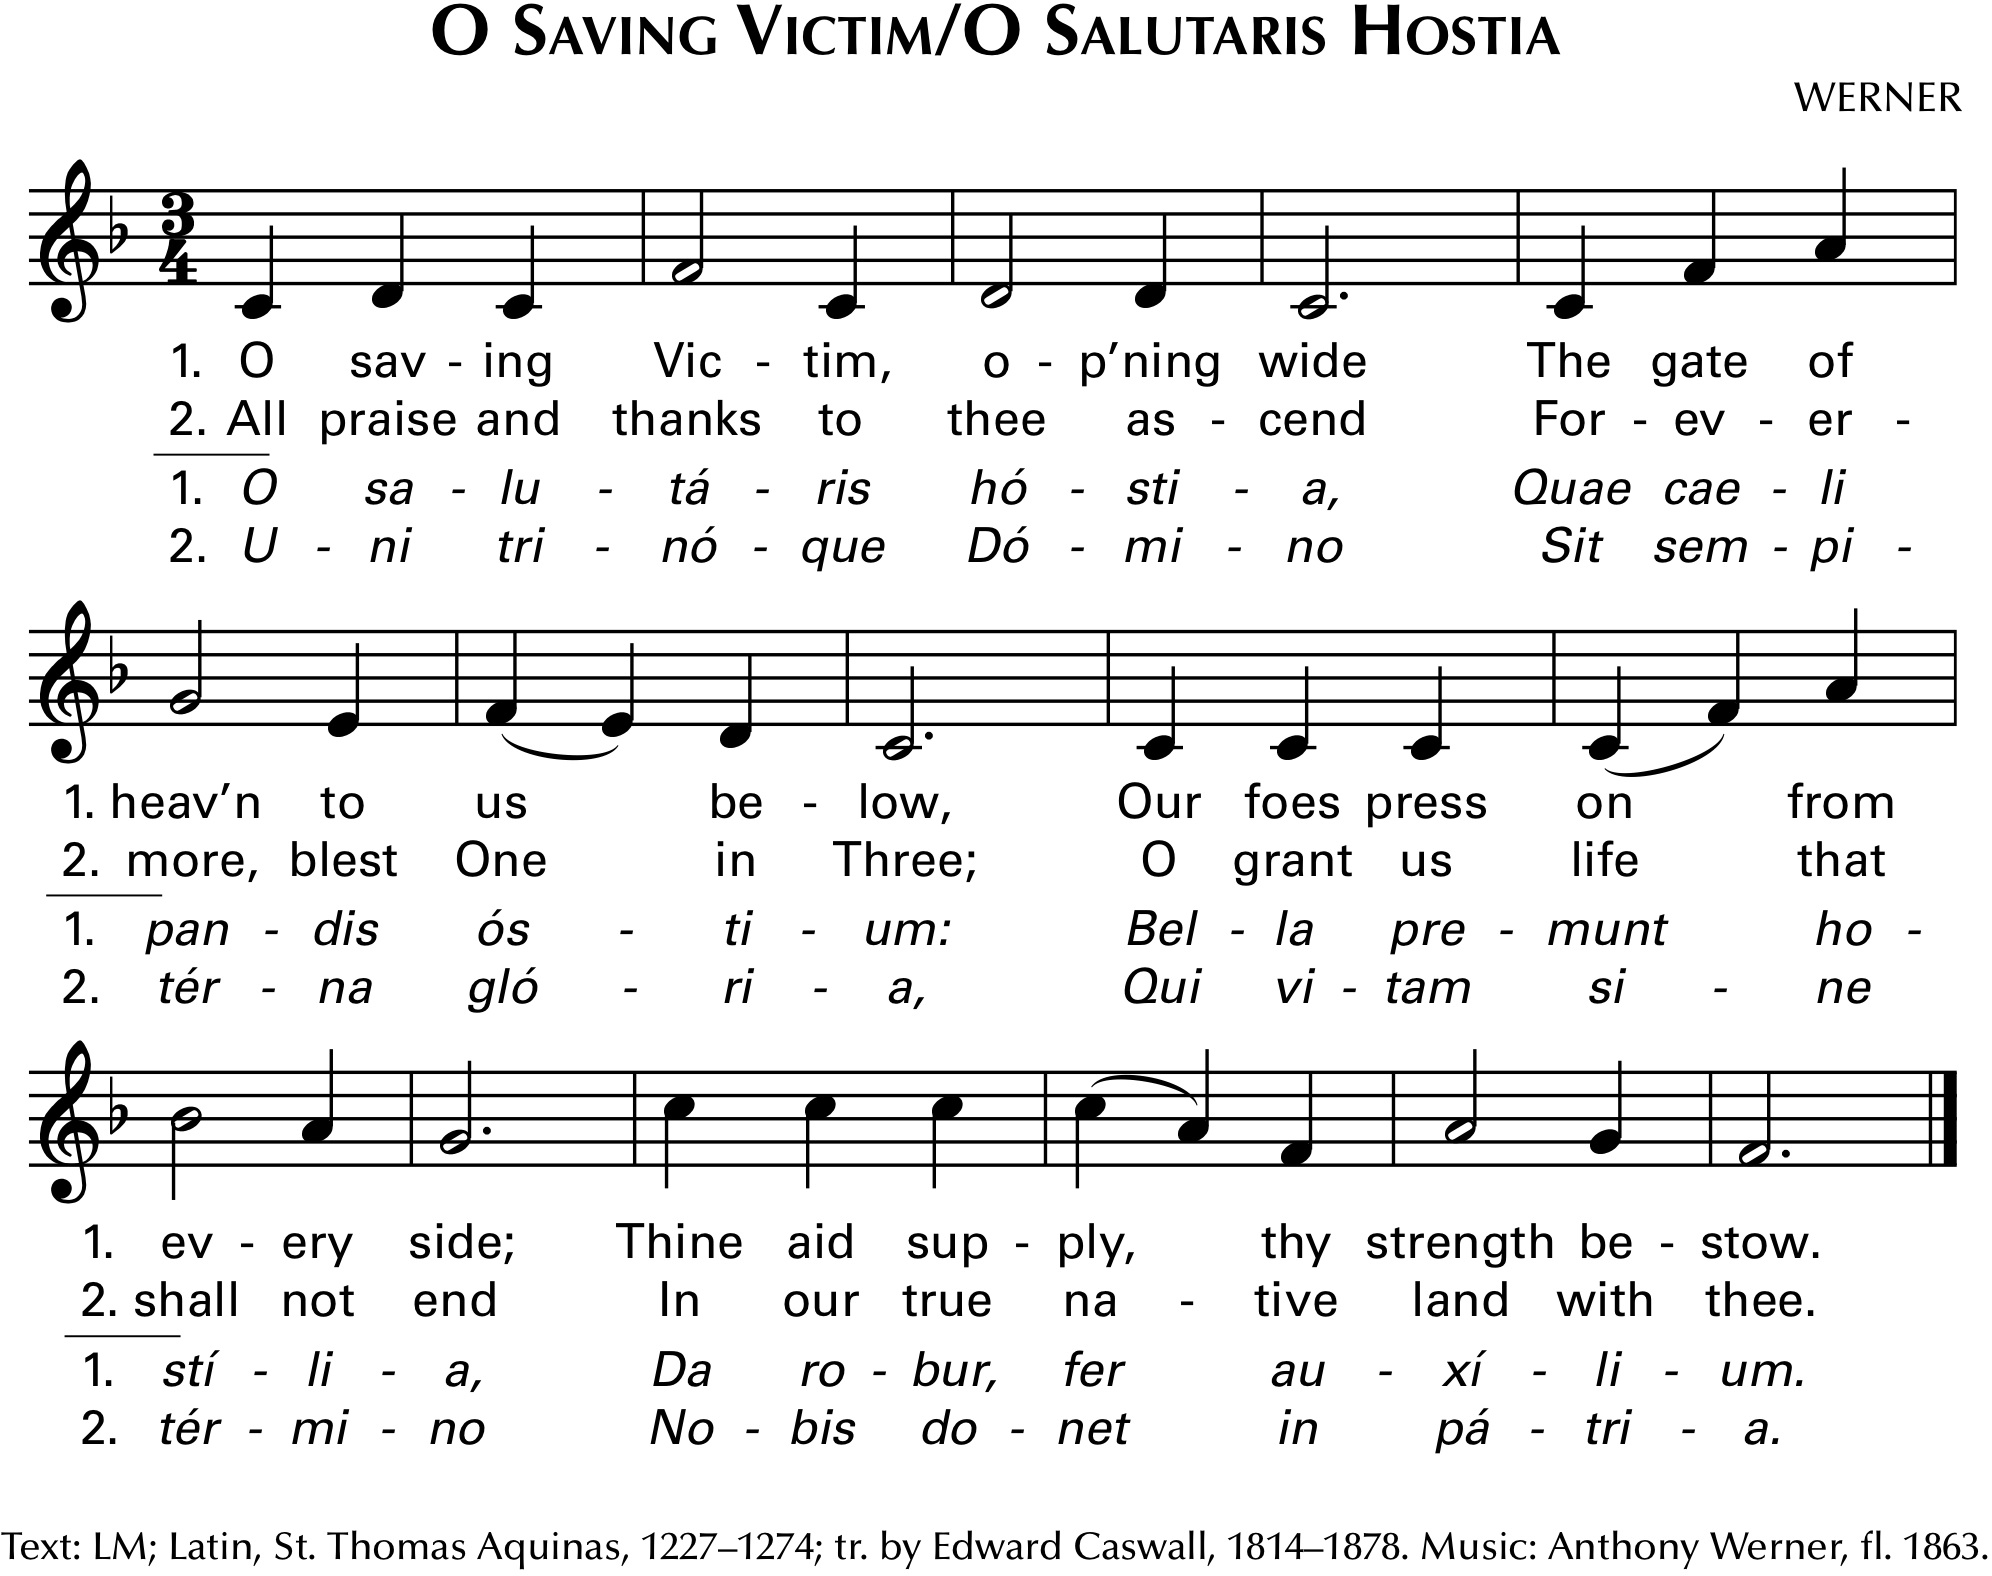 O Saving Victim/O Salutaris Hostia
WERNER
3
4
1. O sav - ing Vic - tim, o - p’ning wide The gate of
2. All praise and thanks to thee as - cend For - ev - er -
1. O sa - lu - tá - ris hó - sti - a, Quae cae - li
2. U - ni tri - nó - que Dó - mi - no Sit sem - pi -
1. heav’n to us be - low, Our foes press on from
2. more, blest One in Three; O grant us life that
1. pan - dis ós - ti - um: Bel - la pre - munt ho -
2. tér - na gló - ri - a, Qui vi - tam si - ne
1. ev - ery side; Thine aid sup - ply, thy strength be - stow.
2. shall not end In our true na - tive land with thee.
1. stí - li - a, Da ro - bur, fer au - xí - li - um.
2. tér - mi - no No - bis do - net in pá - tri - a.
Text: LM; Latin, St. Thomas Aquinas, 1227–1274; tr. by Edward Caswall, 1814–1878. Music: Anthony Werner, fl. 1863.